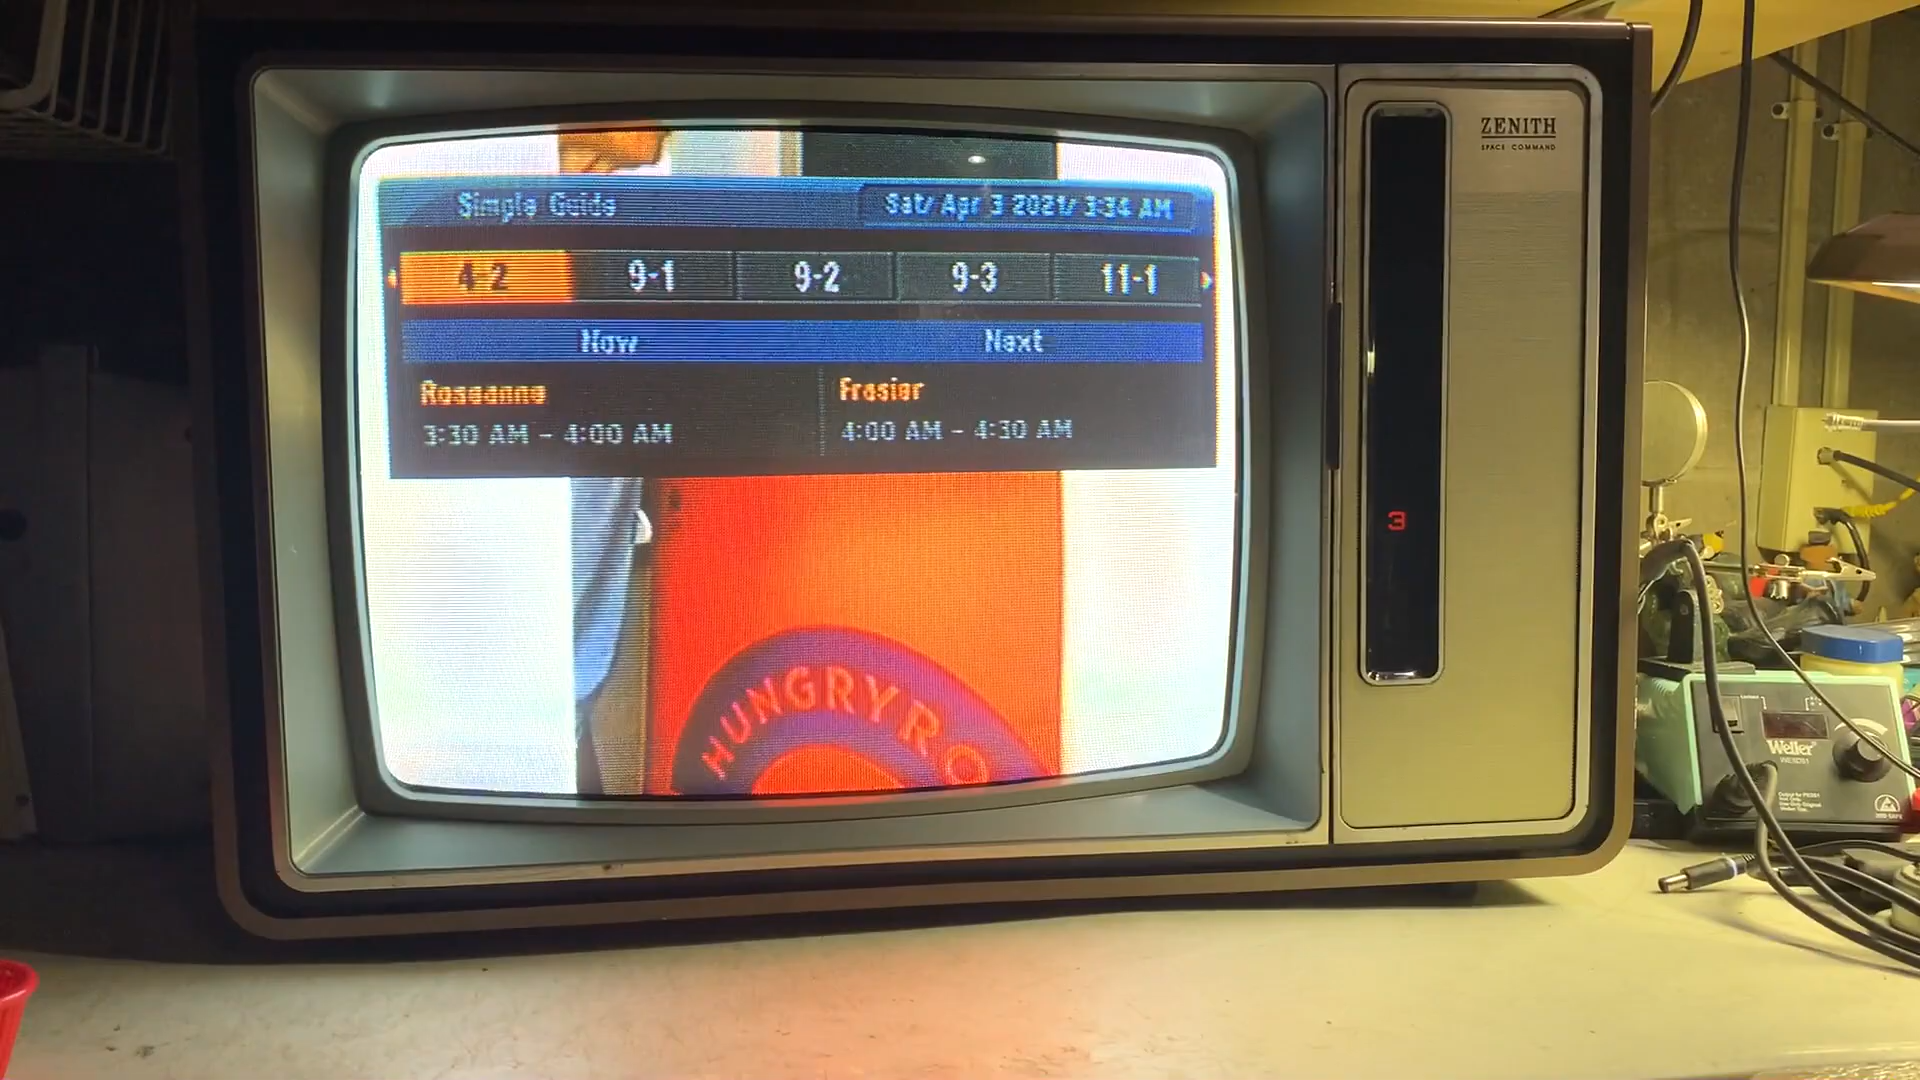 ZENITH
SPACE COMMAND
Simple Guide
Sat/ Apr 3 2021/ 3:34 AM
4-2 9-1 9-2 9-3 11-1
Now Next
Roseanne Frasier
3:30 AM - 4:00 AM 4:00 AM - 4:30 AM
3
HUNGRYRO
Weller